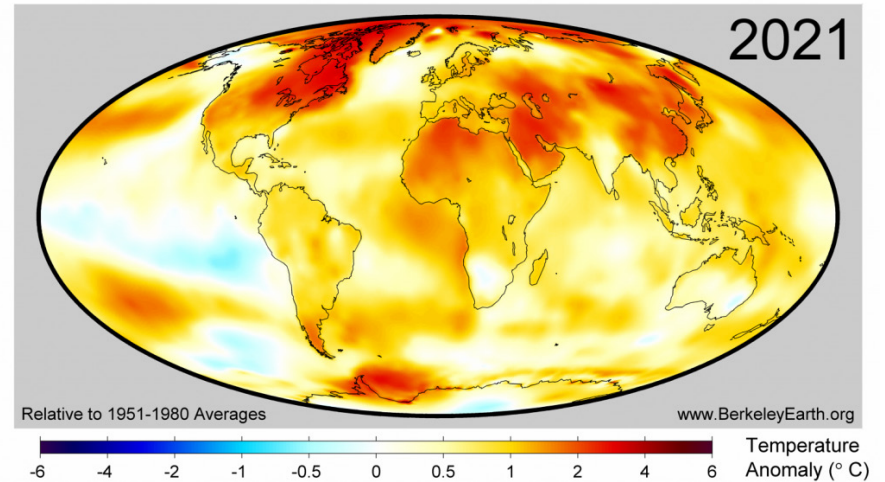 2021
Relative to 1951-1980 Averages
www.BerkeleyEarth.org
-6 -4 -2 -1 -0.5 0 0.5 1 2 4 6
Temperature
Anomaly (° C)